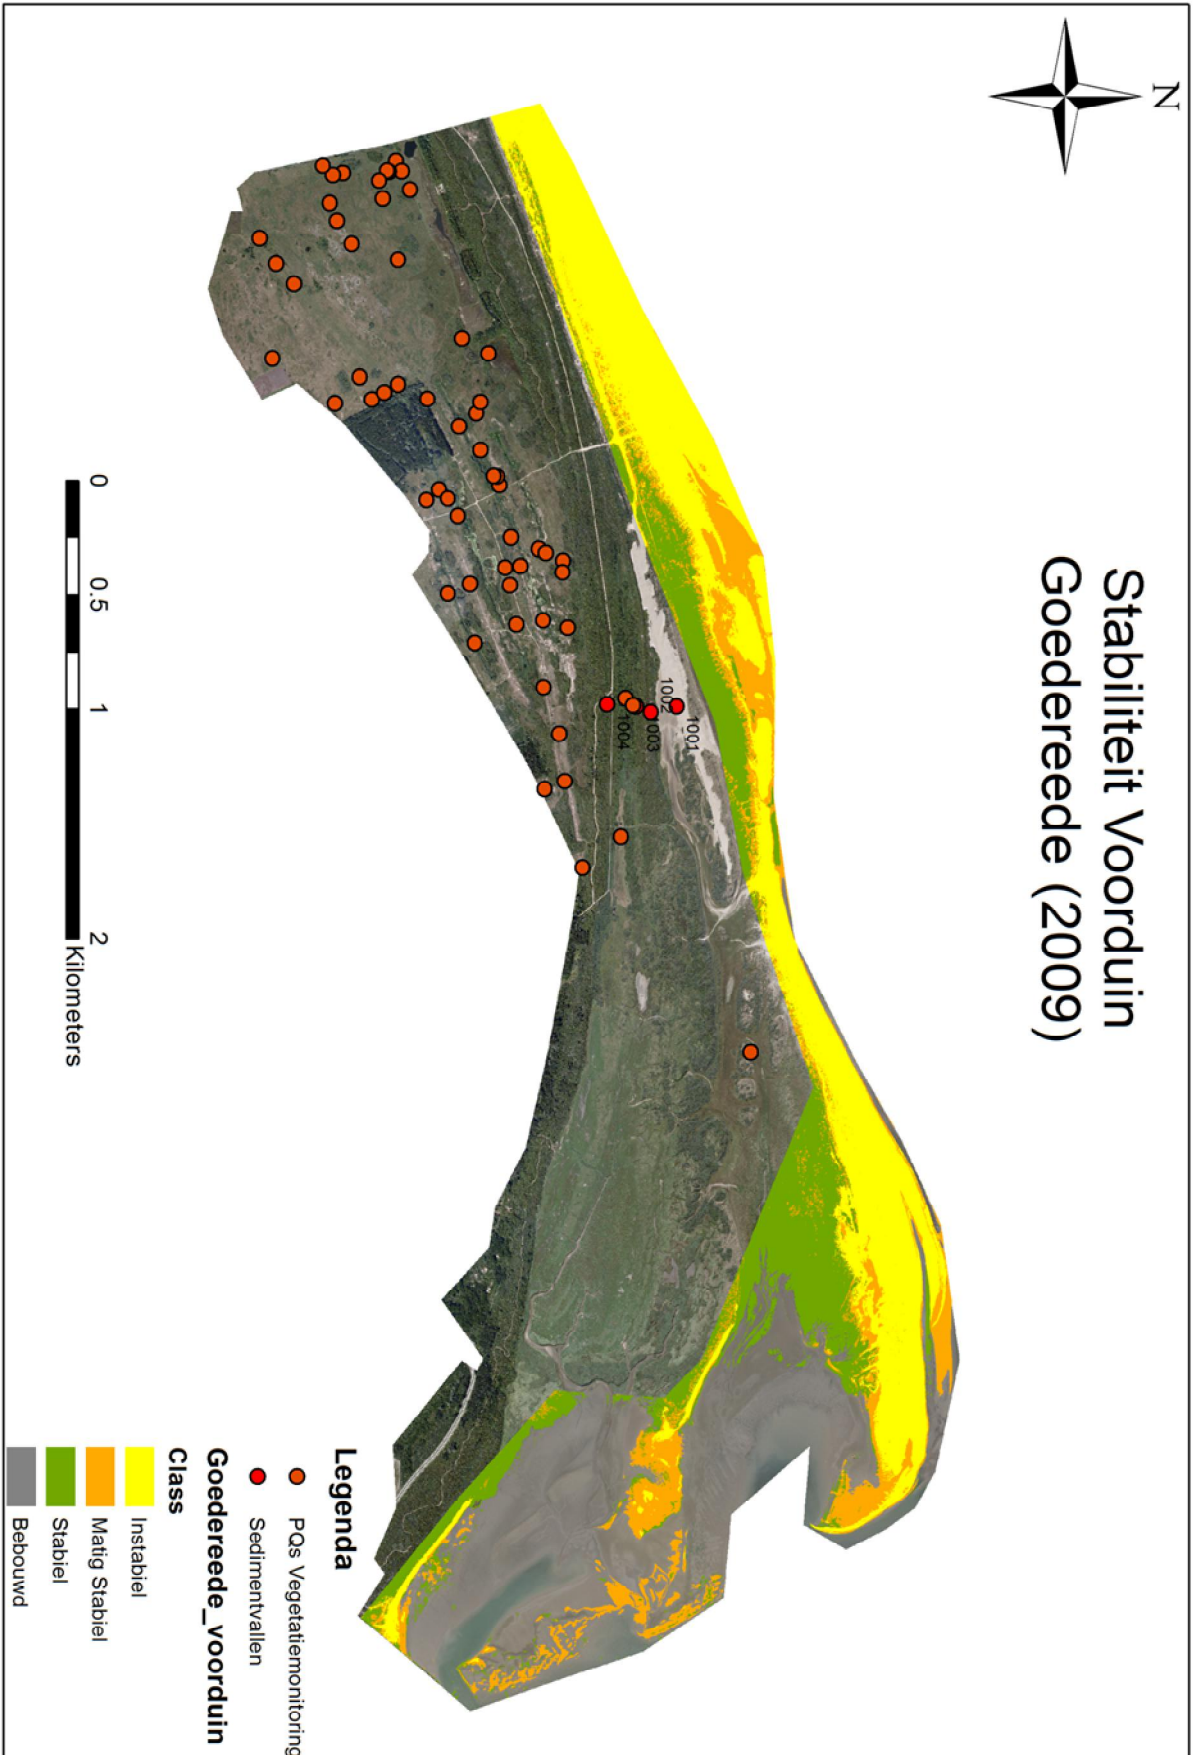 N
Stabiliteit Voorduin
Goedereede (2009)
1001
1002
1003
1004
0 0.5 1 2
Kilometers
Legenda
PQs Vegetatiemonitoring
Sedimentvallen
Goedereede_voorduin
Class
Instabiel
Matig Stabiel
Stabiel
Bebouwd